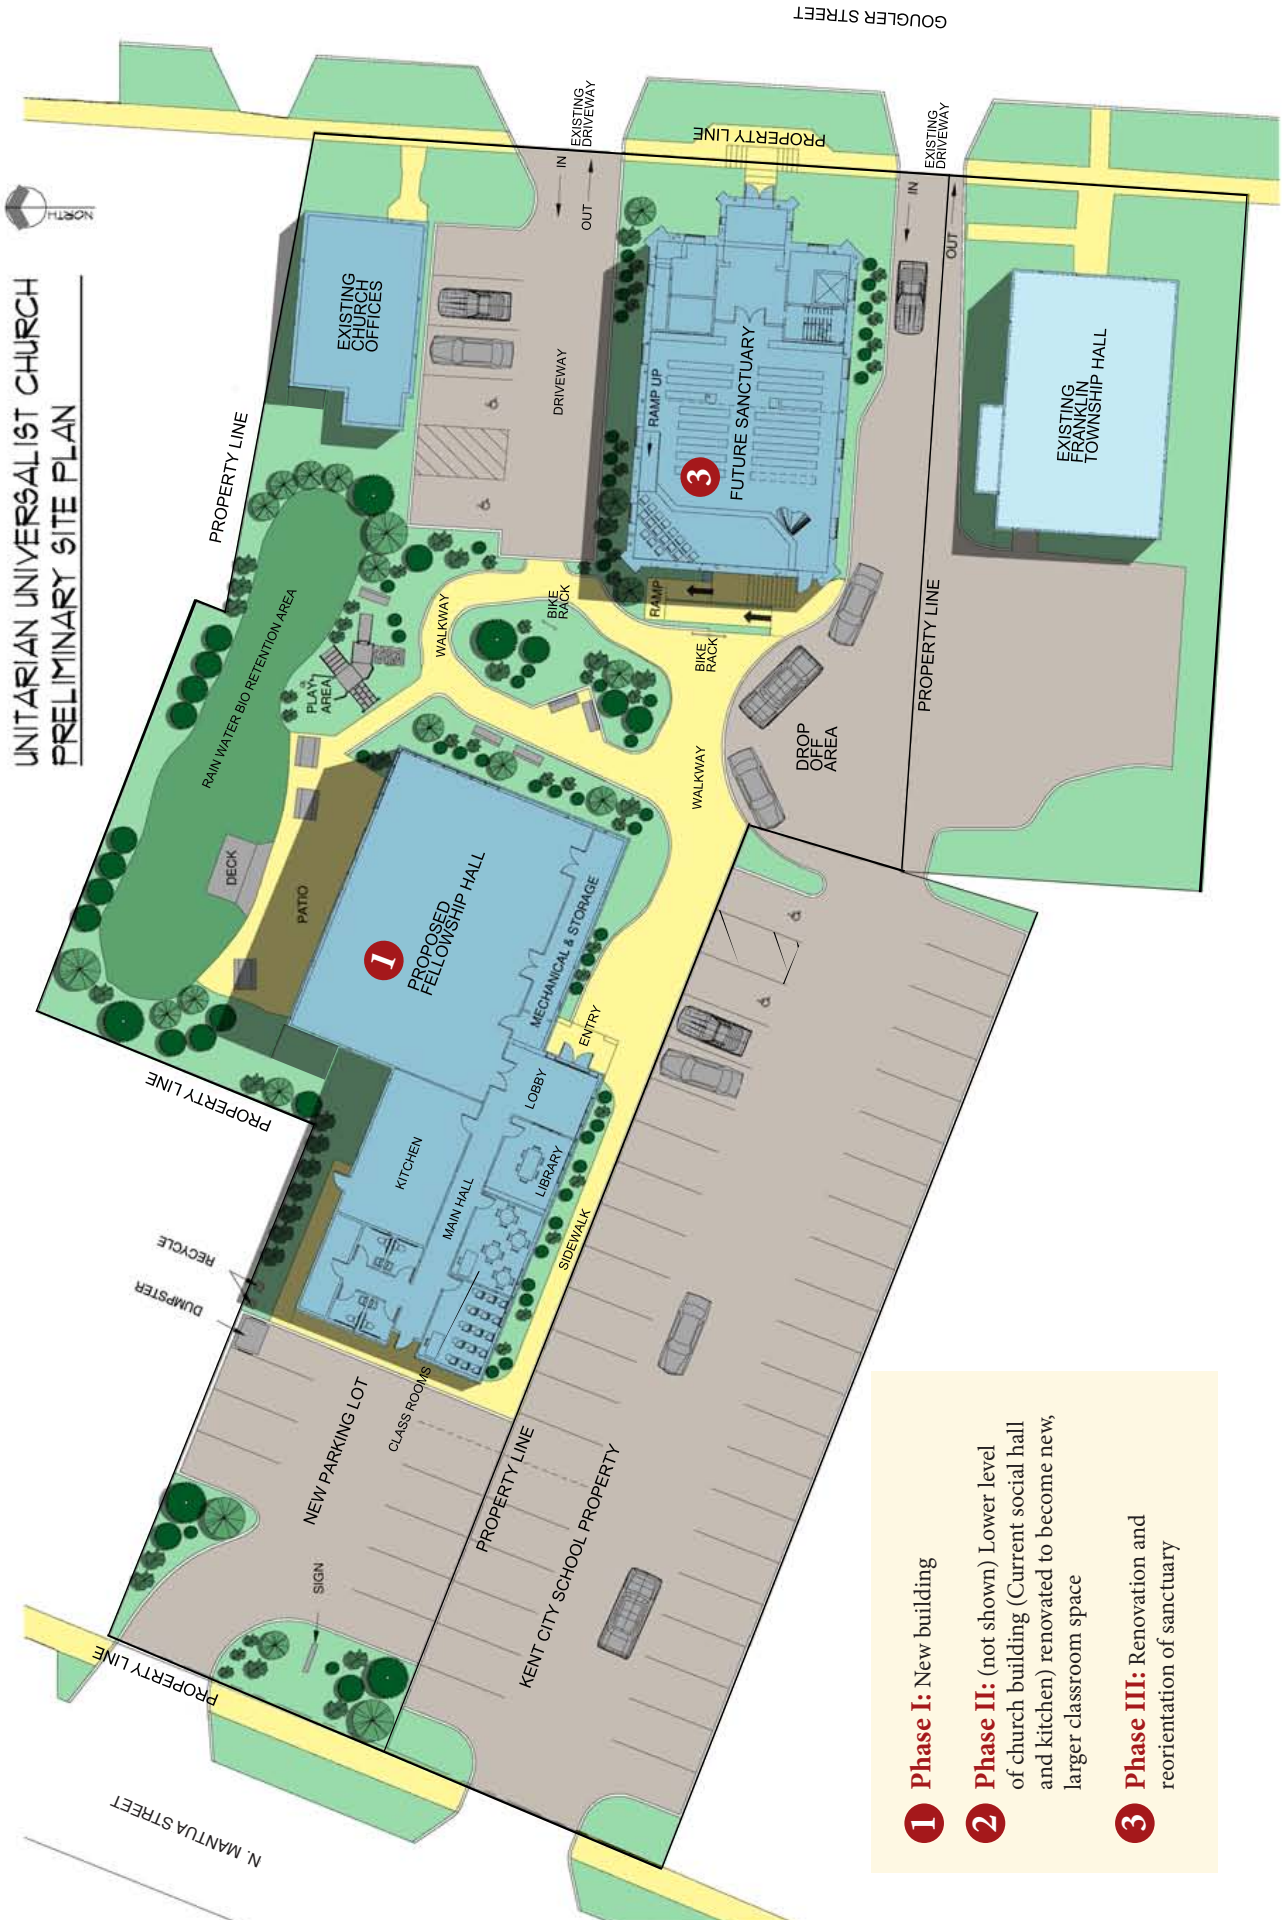 UNITARIAN UNIVERSALIST CHURCH
PRELIMINARY SITE PLAN
NORTH
GOUGLER STREET
PROPERTY LINE
EXISTING
CHURCH
OFFICES
IN
OUT
EXISTING
DRIVEWAY
DRIVEWAY
PROPERTY LINE
IN
OUT
EXISTING
DRIVEWAY
RAMP UP
3
FUTURE SANCTUARY
EXISTING
FRANKLIN
TOWNSHIP HALL
RAIN WATER BIO RETENTION AREA
PLAY
AREA
WALKWAY
BIKE
RACK
RAMP
BIKE
RACK
WALKWAY
DROP
OFF
AREA
PROPERTY LINE
DECK
PATIO
1
PROPOSED
FELLOWSHIP HALL
MECHANICAL & STORAGE
ENTRY
LOBBY
LIBRARY
KITCHEN
MAIN HALL
SIDEWALK
PROPERTY LINE
RECYCLE
DUMPSTER
CLASS ROOMS
NEW PARKING LOT
SIGN
PROPERTY LINE
KENT CITY SCHOOL PROPERTY
PROPERTY LINE
N. MANTUA STREET
1 Phase I: New building
2 Phase II: (not shown) Lower level
of church building (Current social hall
and kitchen) renovated to become new,
larger classroom space
3 Phase III: Renovation and
reorientation of sanctuary